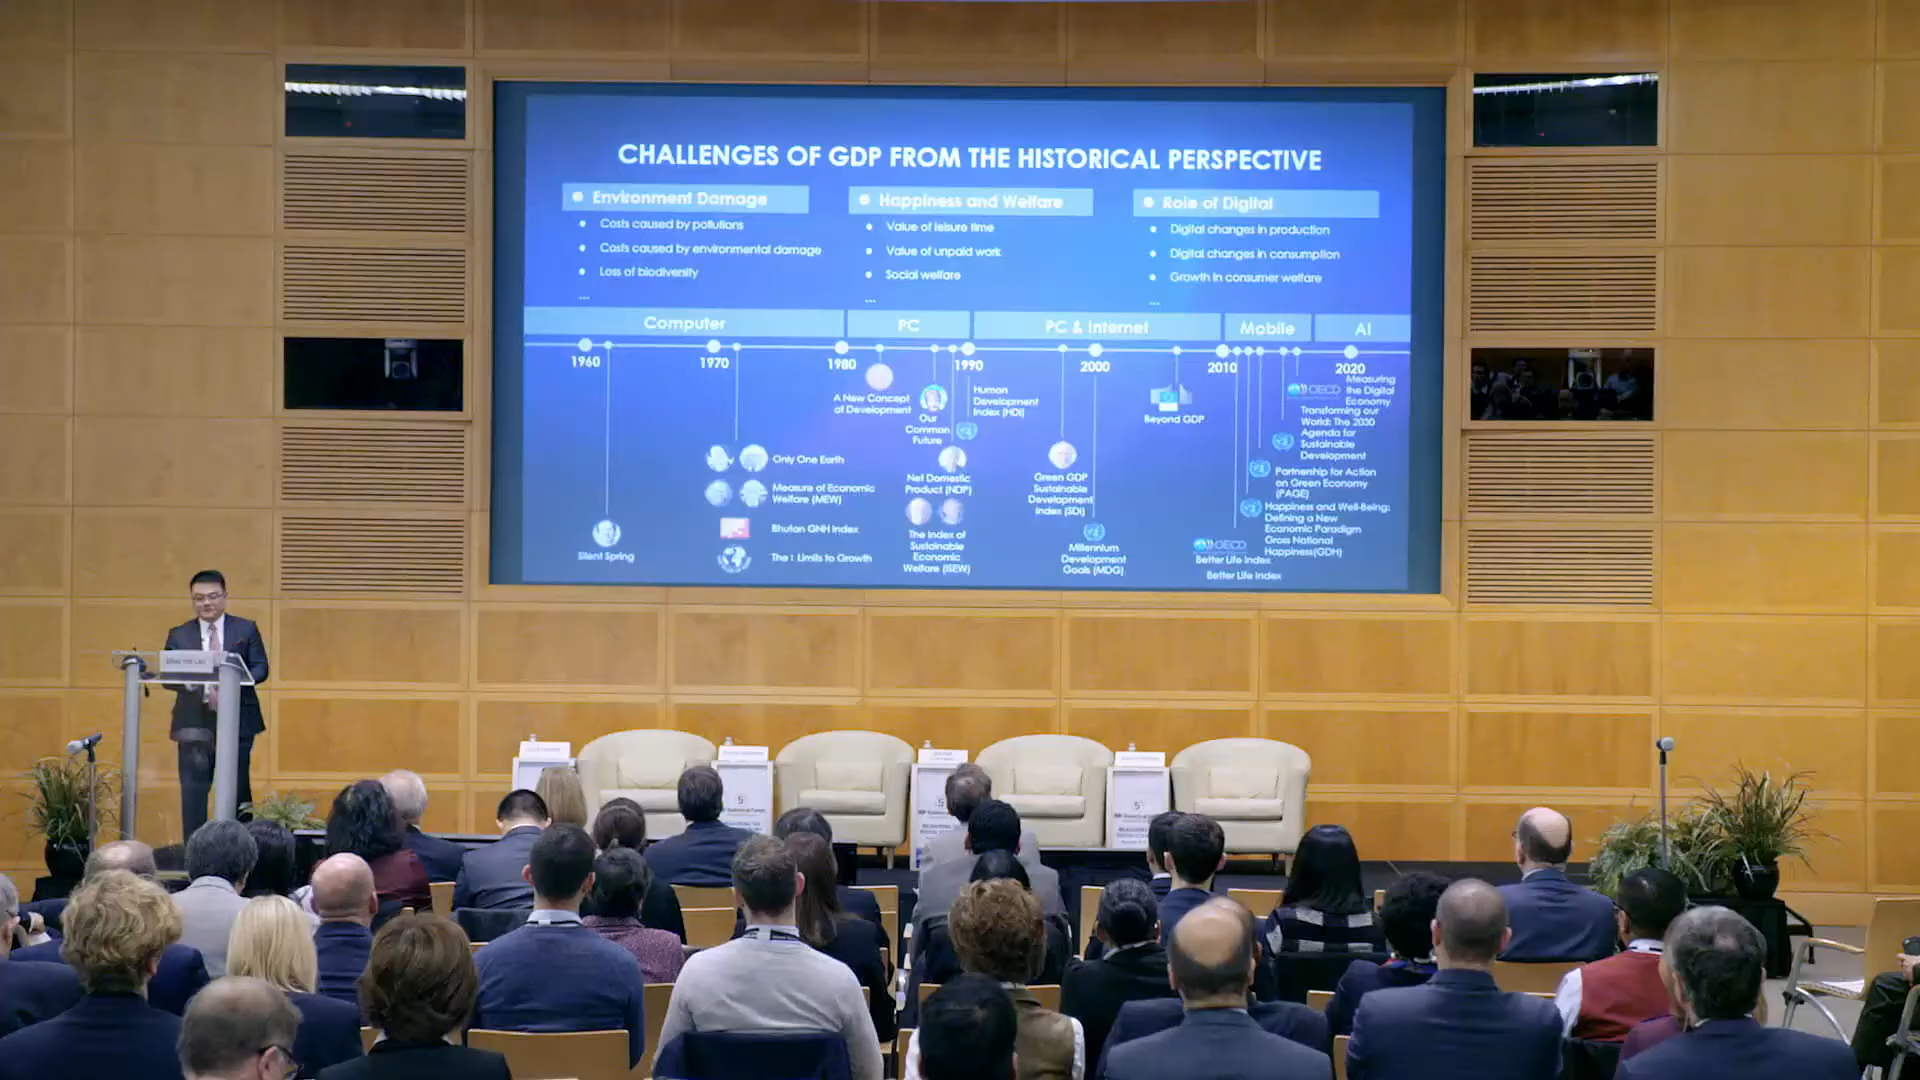 CHALLENGES OF GDP FROM THE HISTORICAL PERSPECTIVE
Environment Damage
Costs caused by pollutions
Costs caused by environmental damage
Loss of biodiversity
...
Happiness and Welfare
Value of leisure time
Value of unpaid work
Social welfare
...
Role of Digital
Digital changes in production
Digital changes in consumption
Growth in consumer welfare
...
Computer
PC
PC & Internet
Mobile
AI
1960
1970
1980
1990
2000
2010
2020
Silent Spring
Only One Earth
Measure of Economic
Welfare (MEW)
Bhutan GNH Index
Limits to Growth
A New Concept
of Development
Our
Common
Future
Human
Development
Index (HDI)
Net Domestic
Product (NDP)
The Index of
Sustainable
Economic
Welfare (ISEW)
Green GDP
Sustainable
Development
Index (SDI)
Millennium
Development
Goals (MDG)
Beyond GDP
OECD
Measuring
the Digital
Economy
Transforming our
World: The 2030
Agenda for
Sustainable
Development
Partnership for Action
on Green Economy
(PAGE)
Happiness and Well-Being:
Defining a New
Economic Paradigm
Gross National
Happiness(GDH)
OECD
Better Life Index
Better Life Index